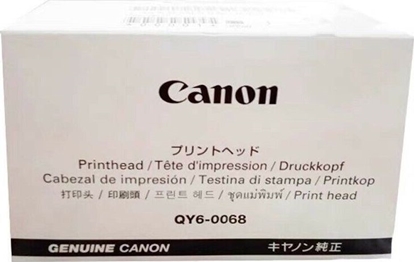 Canon
プリントヘッド
Printhead / Tête d'impression / Druckkopf
Cabezal de impresión / Testina di stampa / Printkop
打印头 / 印刷頭 / 프린트 헤드 / ชุดแม่พิมพ์ / Print head
QY6-0068
GENUINE CANON キヤノン純正